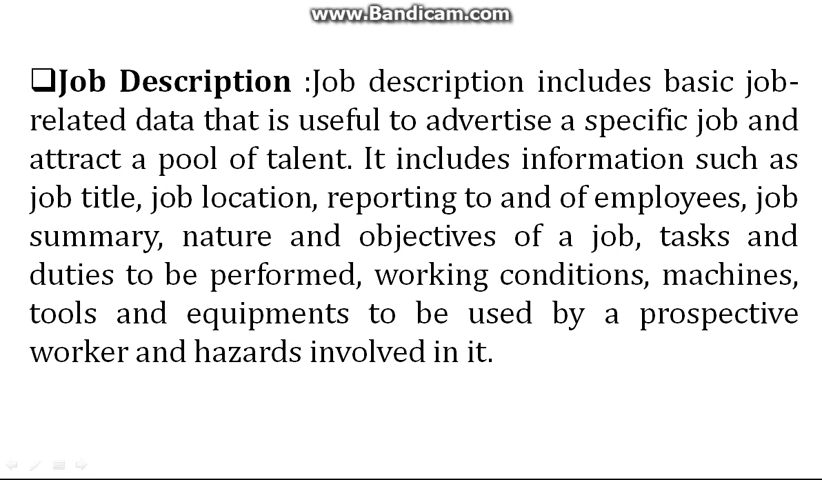 www.Bandicam.com
❑Job Description :Job description includes basic job-
related data that is useful to advertise a specific job and
attract a pool of talent. It includes information such as
job title, job location, reporting to and of employees, job
summary, nature and objectives of a job, tasks and
duties to be performed, working conditions, machines,
tools and equipments to be used by a prospective
worker and hazards involved in it.